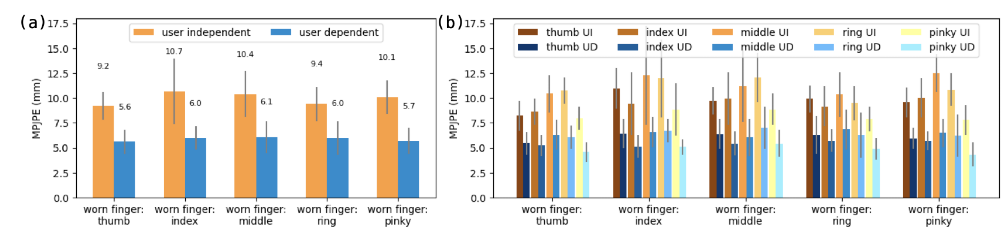 (a)
17.5
15.0
12.5
10.0
7.5
5.0
2.5
0.0
MPJPE (mm)
user independent user dependent
9.2 5.6 10.7 6.0 10.4 6.1 9.4 6.0 10.1 5.7
worn finger: worn finger: worn finger: worn finger: worn finger:
thumb index middle ring pinky
(b)
17.5
15.0
12.5
10.0
7.5
5.0
2.5
0.0
MPJPE (mm)
thumb UI index UI middle UI ring UI pinky UI
thumb UD index UD middle UD ring UD pinky UD
worn finger: worn finger: worn finger: worn finger: worn finger:
thumb index middle ring pinky